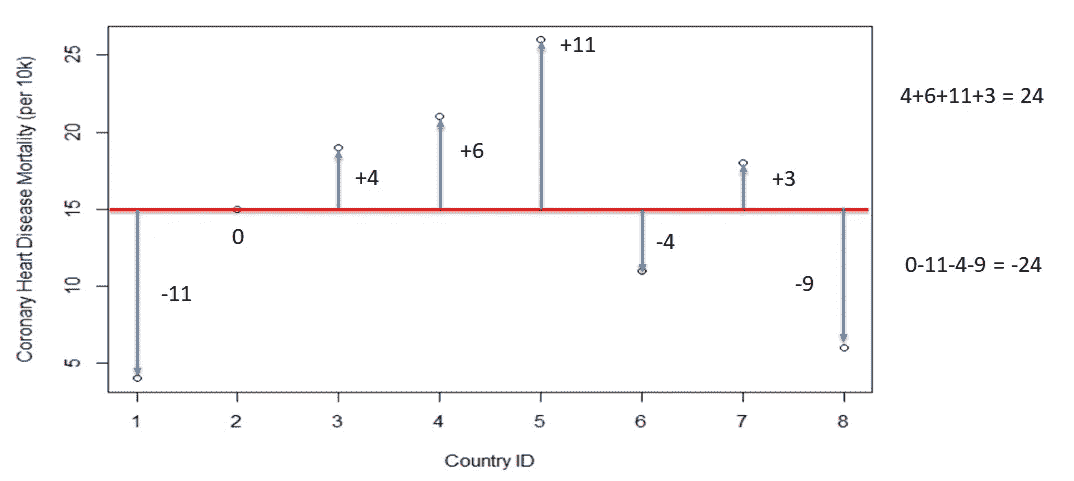 Coronary Heart Disease Mortality (per 10k)
25
20
15
10
5
+11
+6
+4
+3
0
-4
-11
-9
4+6+11+3 = 24
0-11-4-9 = -24
1 2 3 4 5 6 7 8
Country ID